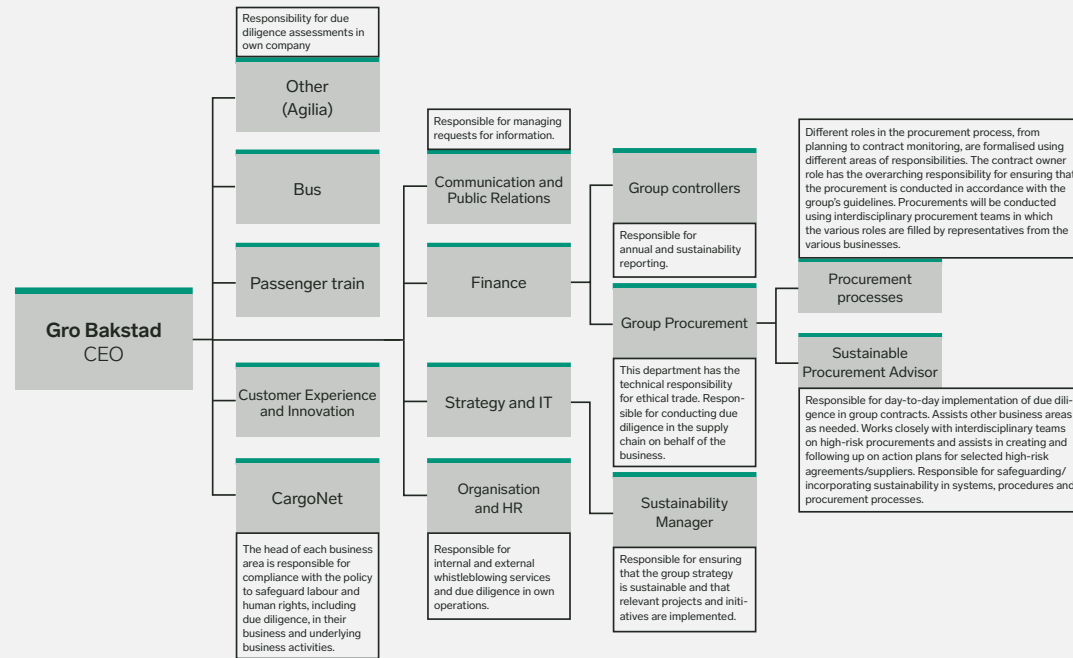 Responsibility for due
diligence assessments in
own company
Other
(Agilia)
Bus
Passenger train
Gro Bakstad
CEO
Customer Experience
and Innovation
CargoNet
The head of each business
area is responsible for
compliance with the policy
to safeguard labour and
human rights, including
due diligence, in their
business and underlying
business activities.
Responsible for managing
requests for information.
Communication and
Public Relations
Finance
Strategy and IT
Organisation
and HR
Responsible for
internal and external
whistleblowing services
and due diligence in own
operations.
Group controllers
Responsible for
annual and sustainability
reporting.
Group Procurement
This department has the
technical responsibility
for ethical trade. Respon-
sible for conducting due
diligence in the supply
chain on behalf of the
business.
Sustainability
Manager
Responsible for ensuring
that the group strategy
is sustainable and that
relevant projects and initi-
atives are implemented.
Different roles in the procurement process, from
planning to contract monitoring, are formalised using
different areas of responsibilities. The contract owner
role has the overarching responsibility for ensuring that
the procurement is conducted in accordance with the
group's guidelines. Procurements will be conducted
using interdisciplinary procurement teams in which
the various roles are filled by representatives from the
various businesses.
Procurement
processes
Sustainable
Procurement Advisor
Responsible for day-to-day implementation of due dili-
gence in group contracts. Assists other business areas
as needed. Works closely with interdisciplinary teams
on high-risk procurements and assists in creating and
following up on action plans for selected high-risk
agreements/suppliers. Responsible for safeguarding/
incorporating sustainability in systems, procedures and
procurement processes.